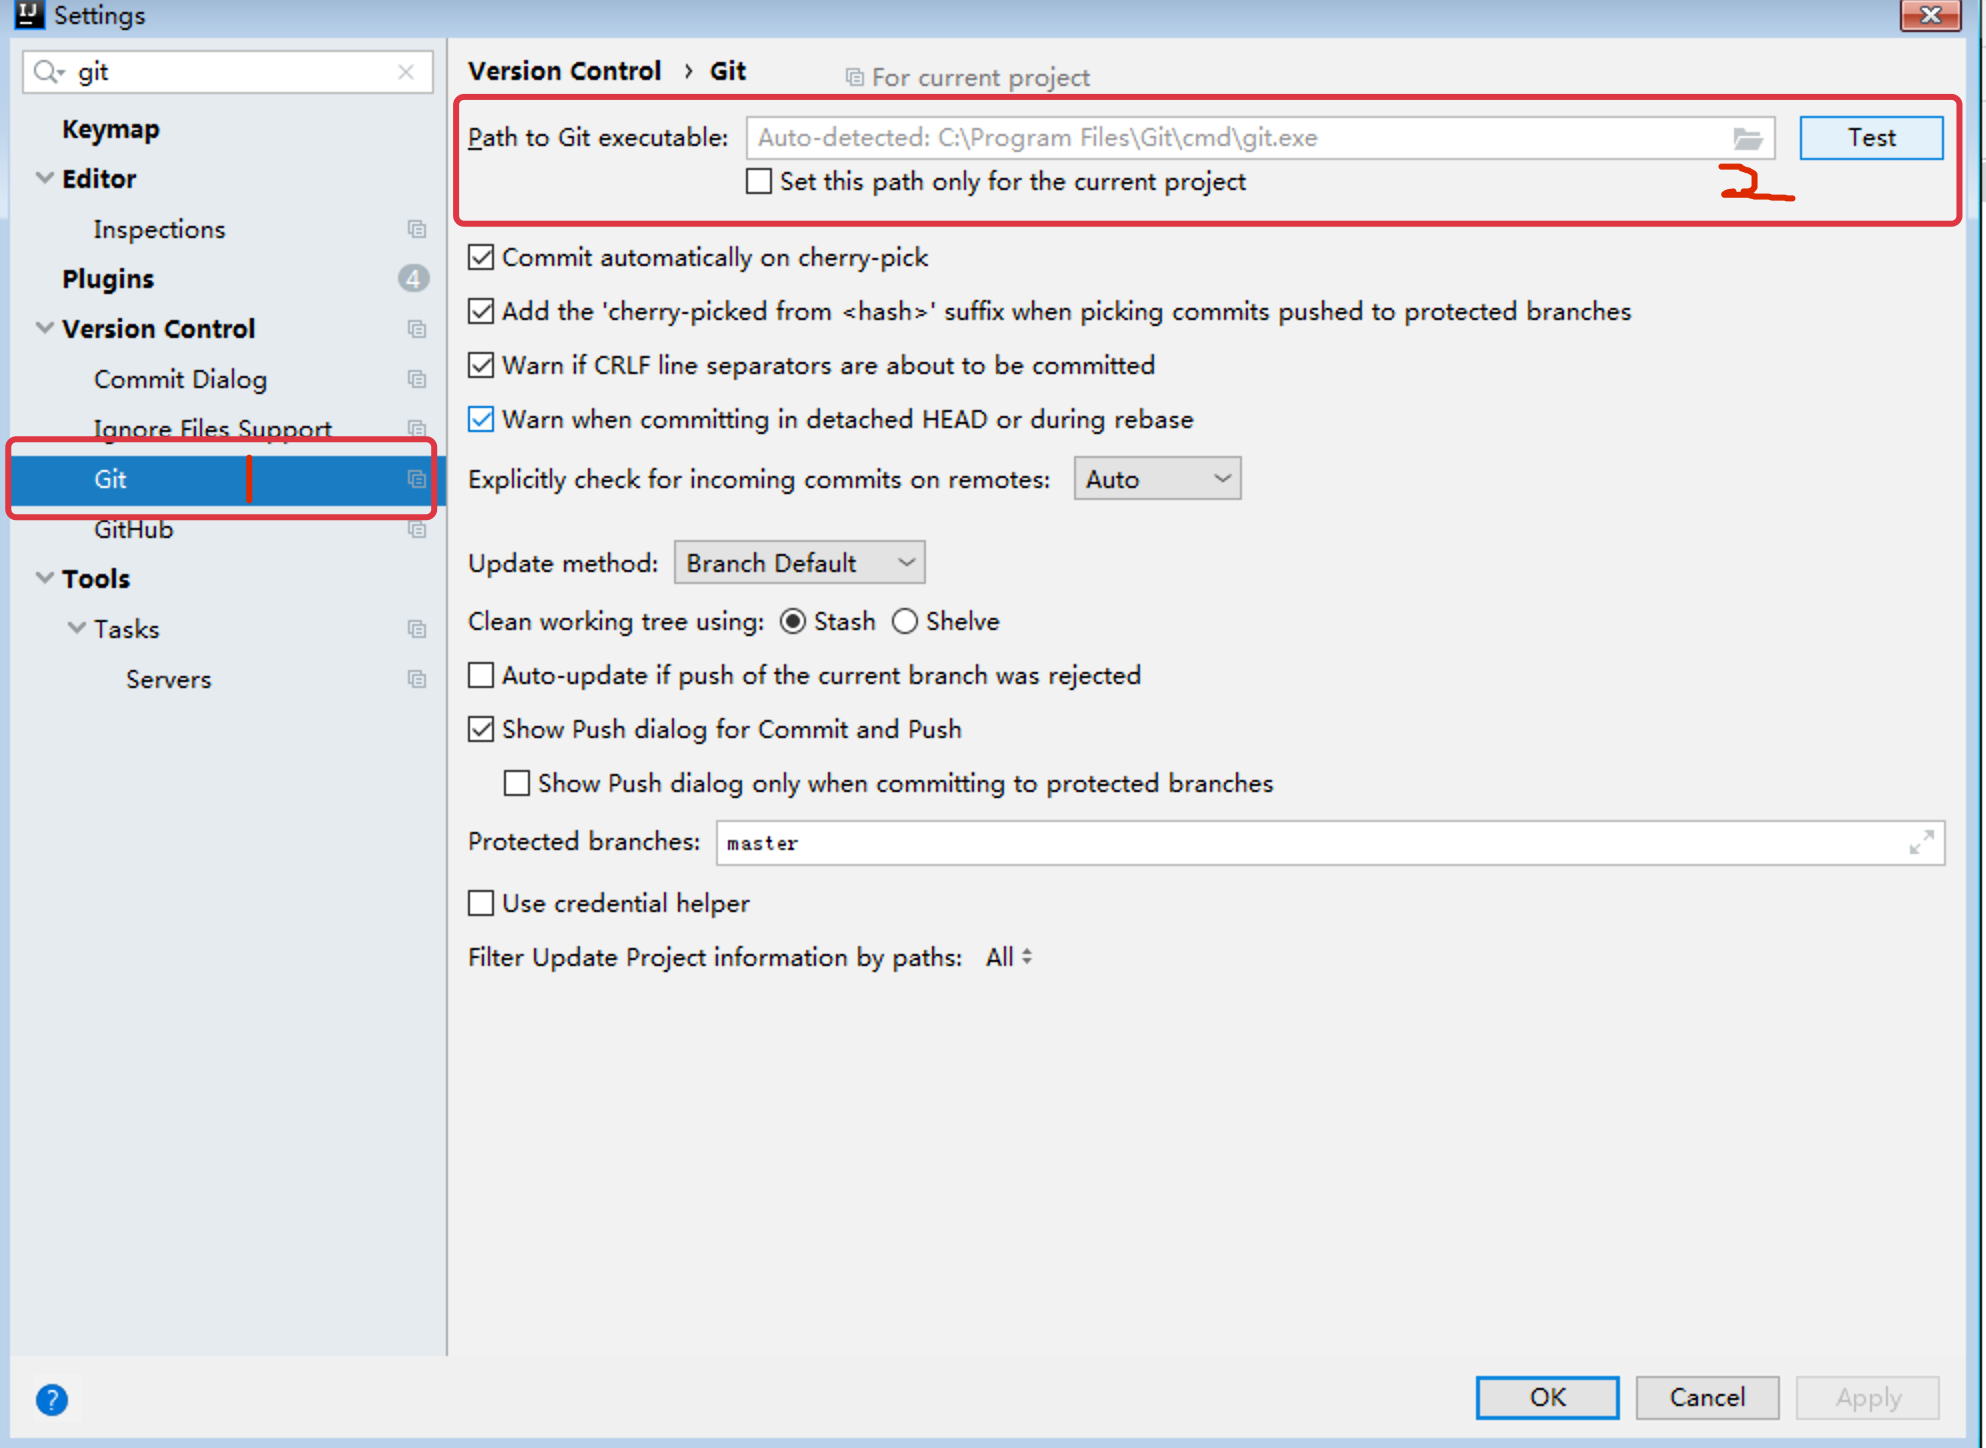 Settings
git
Keymap
Editor
Inspections
Plugins 4
Version Control
Commit Dialog
Ignore Files Support
Git
GitHub
Tools
Tasks
Servers
Version Control › Git For current project
Path to Git executable: Auto-detected: C:\Program Files\Git\cmd\git.exe Test
Set this path only for the current project
2
Commit automatically on cherry-pick
Add the 'cherry-picked from <hash>' suffix when picking commits pushed to protected branches
Warn if CRLF line separators are about to be committed
Warn when committing in detached HEAD or during rebase
Explicitly check for incoming commits on remotes: Auto
Update method: Branch Default
Clean working tree using: Stash Shelve
Auto-update if push of the current branch was rejected
Show Push dialog for Commit and Push
Show Push dialog only when committing to protected branches
Protected branches: master
Use credential helper
Filter Update Project information by paths: All
? OK Cancel Apply